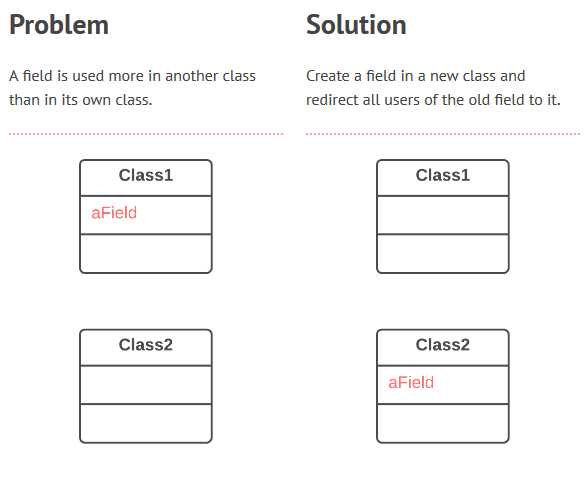 Problem
A field is used more in another class
than in its own class.
Class1
aField
Class2
Solution
Create a field in a new class and
redirect all users of the old field to it.
Class1
Class2
aField